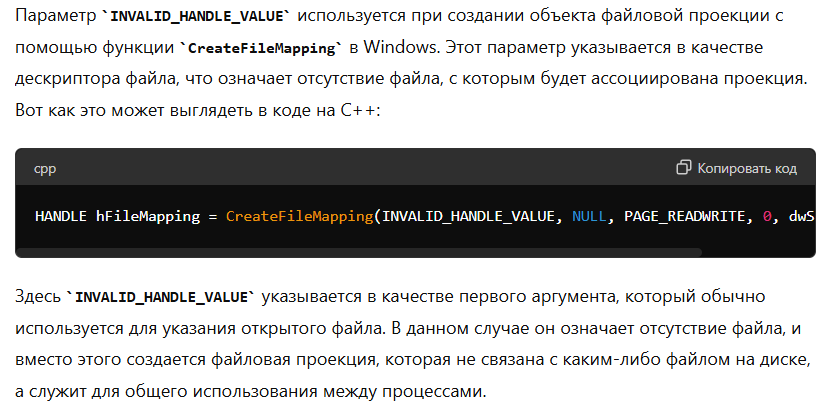 Параметр `INVALID_HANDLE_VALUE` используется при создании объекта файловой проекции с
помощью функции `CreateFileMapping` в Windows. Этот параметр указывается в качестве
дескриптора файла, что означает отсутствие файла, с которым будет ассоциирована проекция.
Вот как это может выглядеть в коде на C++:
cpp
Копировать код
HANDLE hFileMapping = CreateFileMapping(INVALID_HANDLE_VALUE, NULL, PAGE_READWRITE, 0, dwS
Здесь `INVALID_HANDLE_VALUE` указывается в качестве первого аргумента, который обычно
используется для указания открытого файла. В данном случае он означает отсутствие файла, и
вместо этого создается файловая проекция, которая не связана с каким-либо файлом на диске,
а служит для общего использования между процессами.